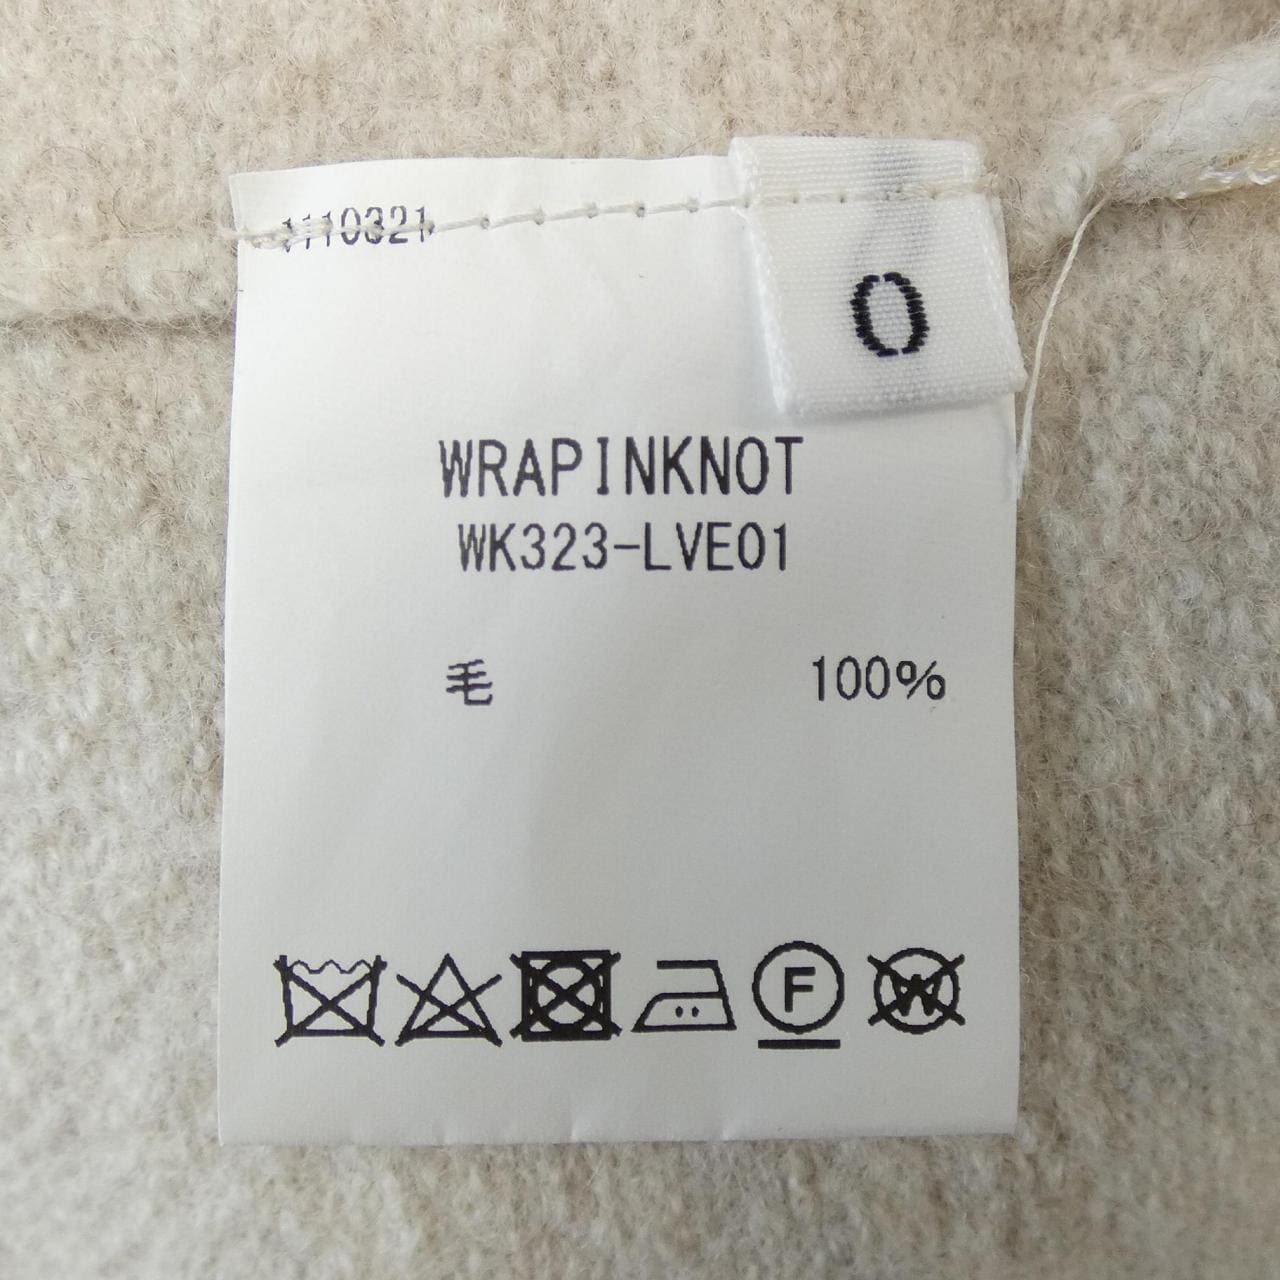 1110321
0
WRAPINKNOT
WK323-LVE01
毛 100%
F
W